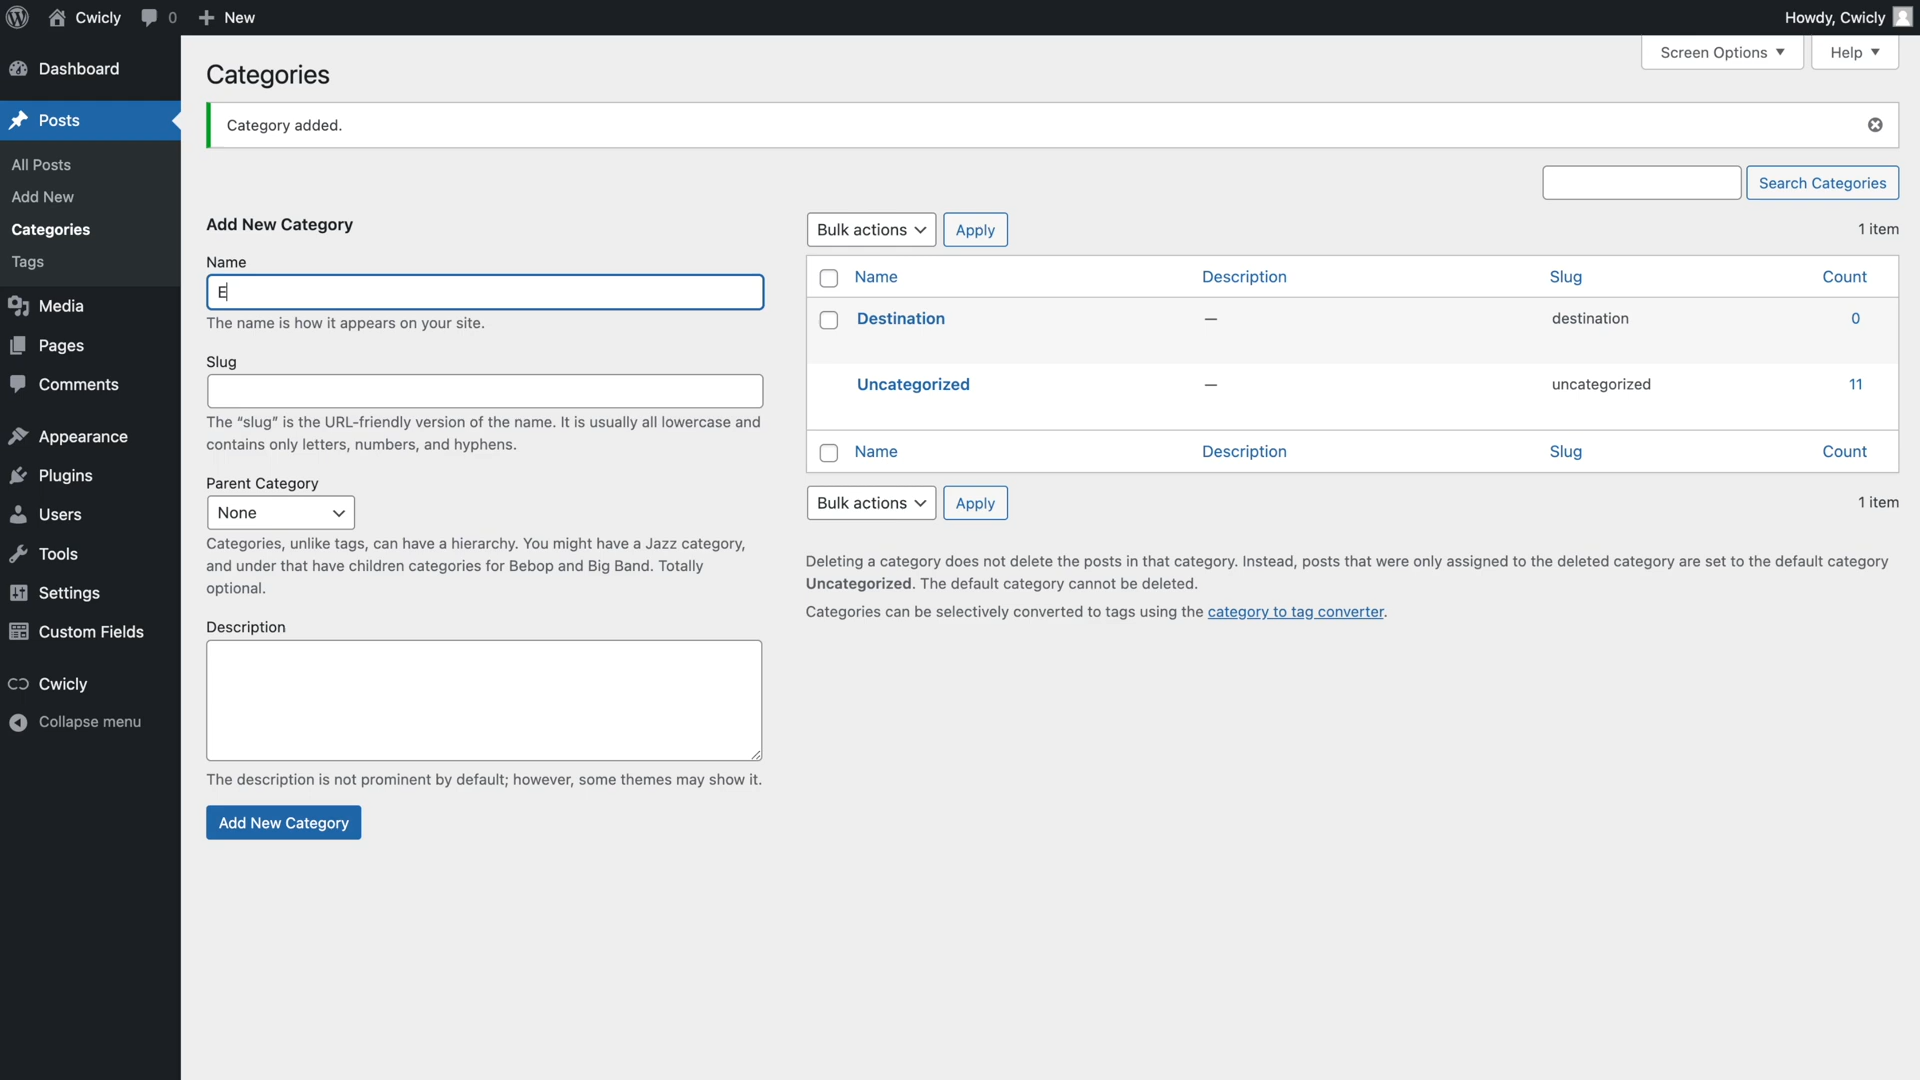 Cwicly
0
New
Howdy, Cwicly
Dashboard
Posts
All Posts
Add New
Categories
Tags
Media
Pages
Comments
Appearance
Plugins
Users
Tools
Settings
Custom Fields
Cwicly
Collapse menu
Screen Options
Help
Categories
Category added.
Search Categories
Add New Category
Name
E
The name is how it appears on your site.
Slug
The “slug” is the URL-friendly version of the name. It is usually all lowercase and
contains only letters, numbers, and hyphens.
Parent Category
None
Categories, unlike tags, can have a hierarchy. You might have a Jazz category,
and under that have children categories for Bebop and Big Band. Totally
optional.
Description
The description is not prominent by default; however, some themes may show it.
Add New Category
Bulk actions Apply 1 item
Name Description Slug Count
Destination — destination 0
Uncategorized — uncategorized 11
Name Description Slug Count
Bulk actions Apply 1 item
Deleting a category does not delete the posts in that category. Instead, posts that were only assigned to the deleted category are set to the default category
Uncategorized. The default category cannot be deleted.
Categories can be selectively converted to tags using the category to tag converter.